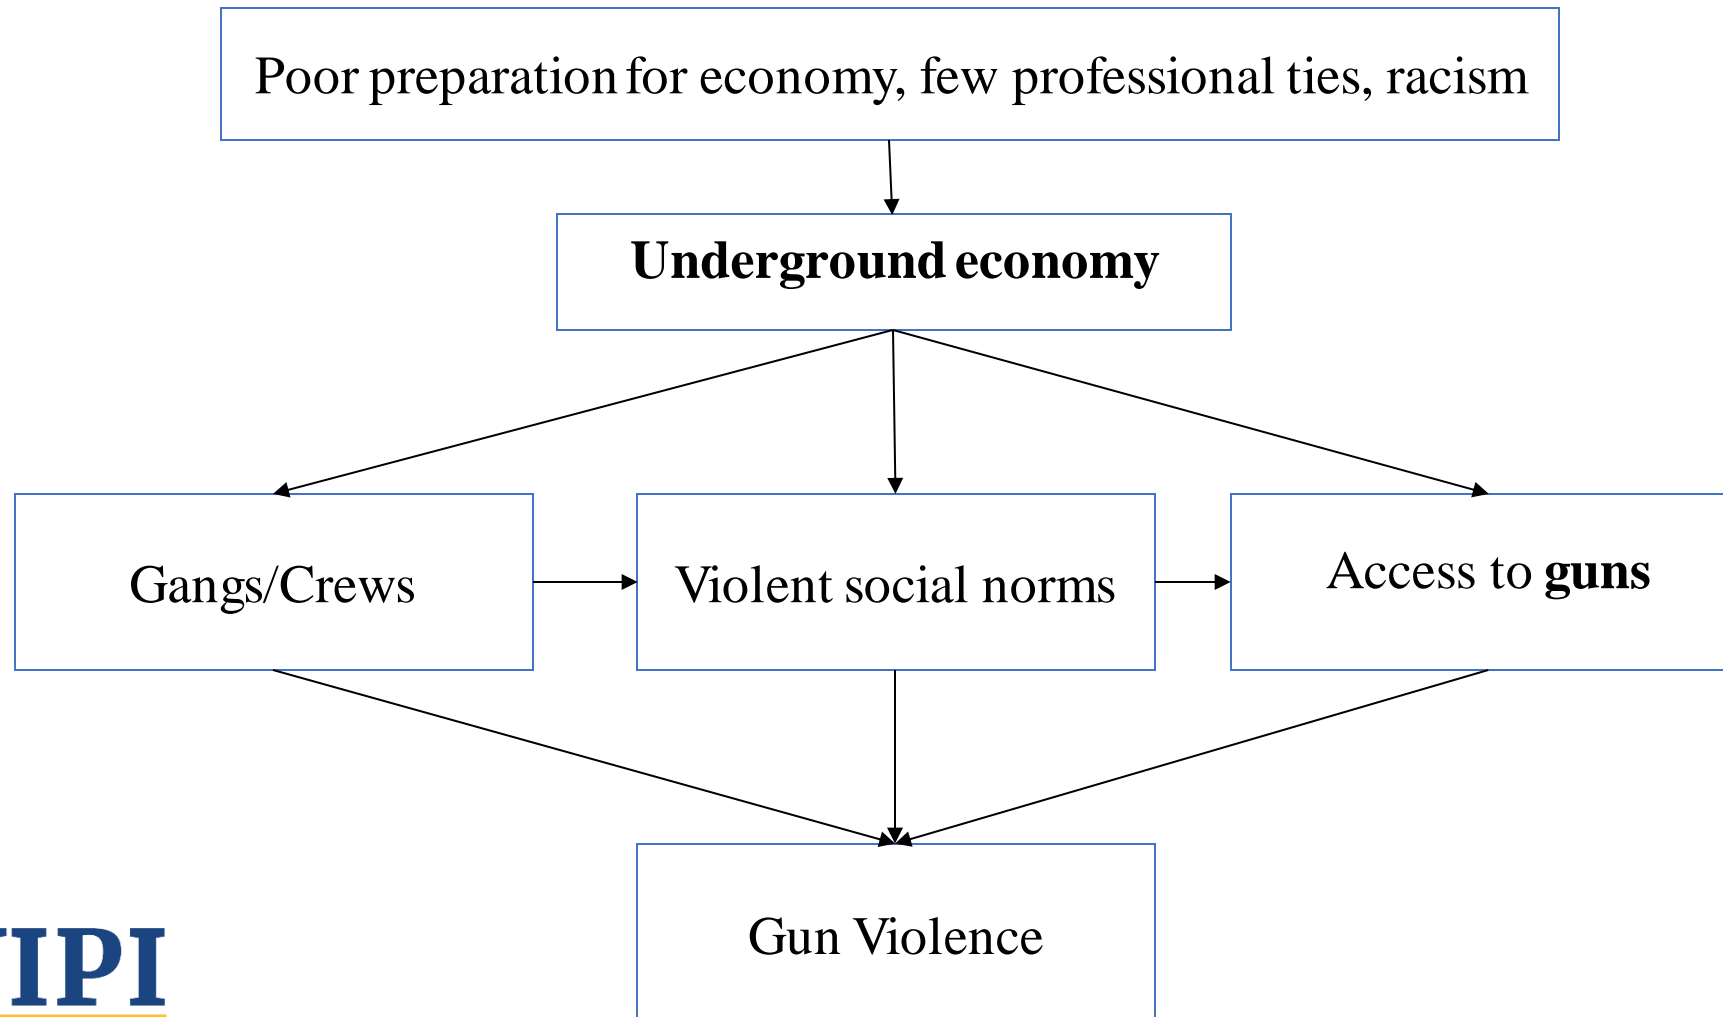 Poor preparation for economy, few professional ties, racism
Underground economy
Gangs/Crews
Violent social norms
Access to guns
Gun Violence
IPI